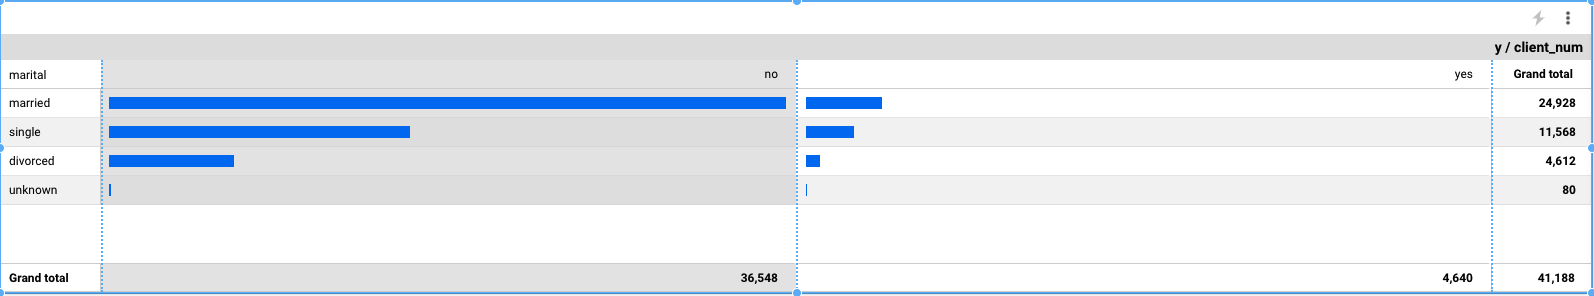 y / client_num
marital no yes Grand total
married 24,928
single 11,568
divorced 4,612
unknown 80
Grand total 36,548 4,640 41,188